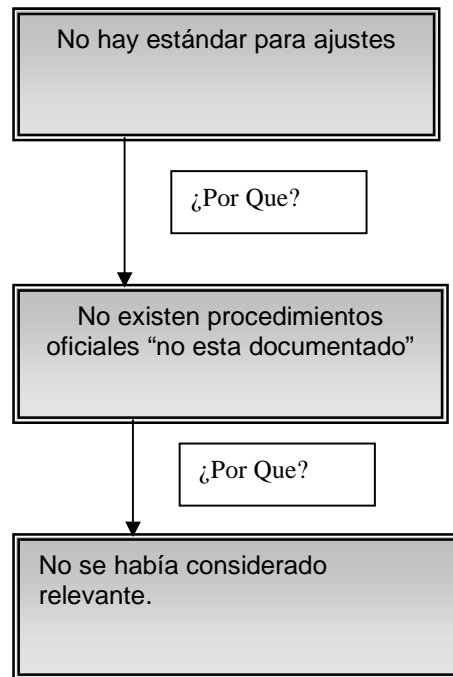 No hay estándar para ajustes
¿Por Que?
No existen procedimientos
oficiales “no esta documentado”
¿Por Que?
No se había considerado
relevante.